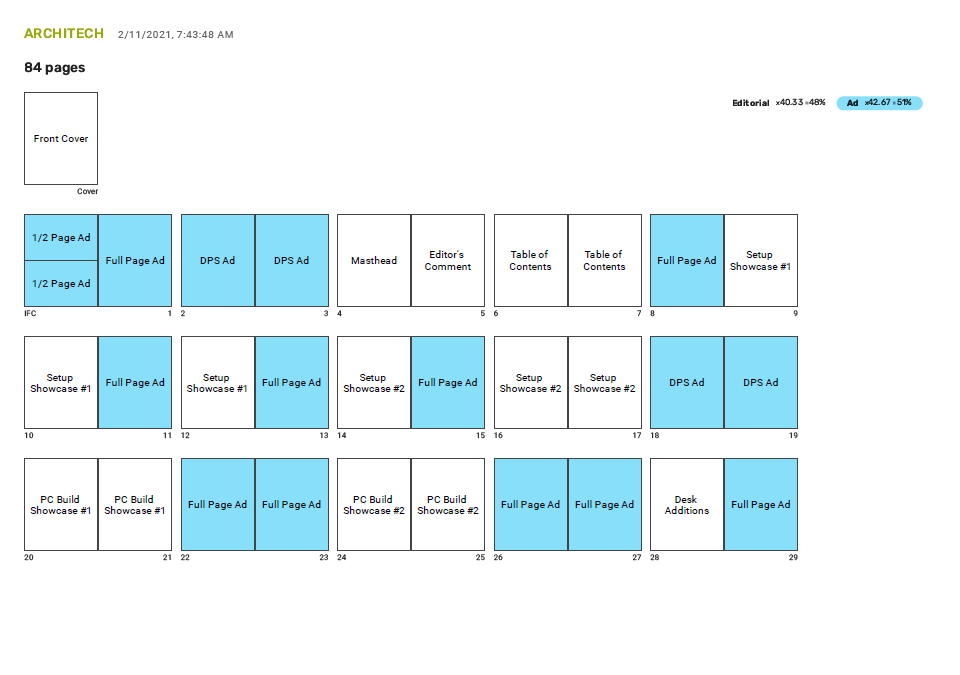 ARCHITECH 2/11/2021, 7:43:48 AM
84 pages
Editorial x40.33 =48% Ad x42.67 =51%
Front Cover
Cover
1/2 Page Ad
1/2 Page Ad
Full Page Ad
DPS Ad
DPS Ad
Masthead
Editor's
Comment
Table of
Contents
Table of
Contents
Full Page Ad
Setup
Showcase #1
IFC 1 2 3 4 5 6 7 8 9
Setup
Showcase #1
Full Page Ad
Setup
Showcase #1
Full Page Ad
Setup
Showcase #2
Full Page Ad
Setup
Showcase #2
Setup
Showcase #2
DPS Ad
DPS Ad
10 11 12 13 14 15 16 17 18 19
PC Build
Showcase #1
PC Build
Showcase #1
Full Page Ad
Full Page Ad
PC Build
Showcase #2
PC Build
Showcase #2
Full Page Ad
Full Page Ad
Desk
Additions
Full Page Ad
20 21 22 23 24 25 26 27 28 29